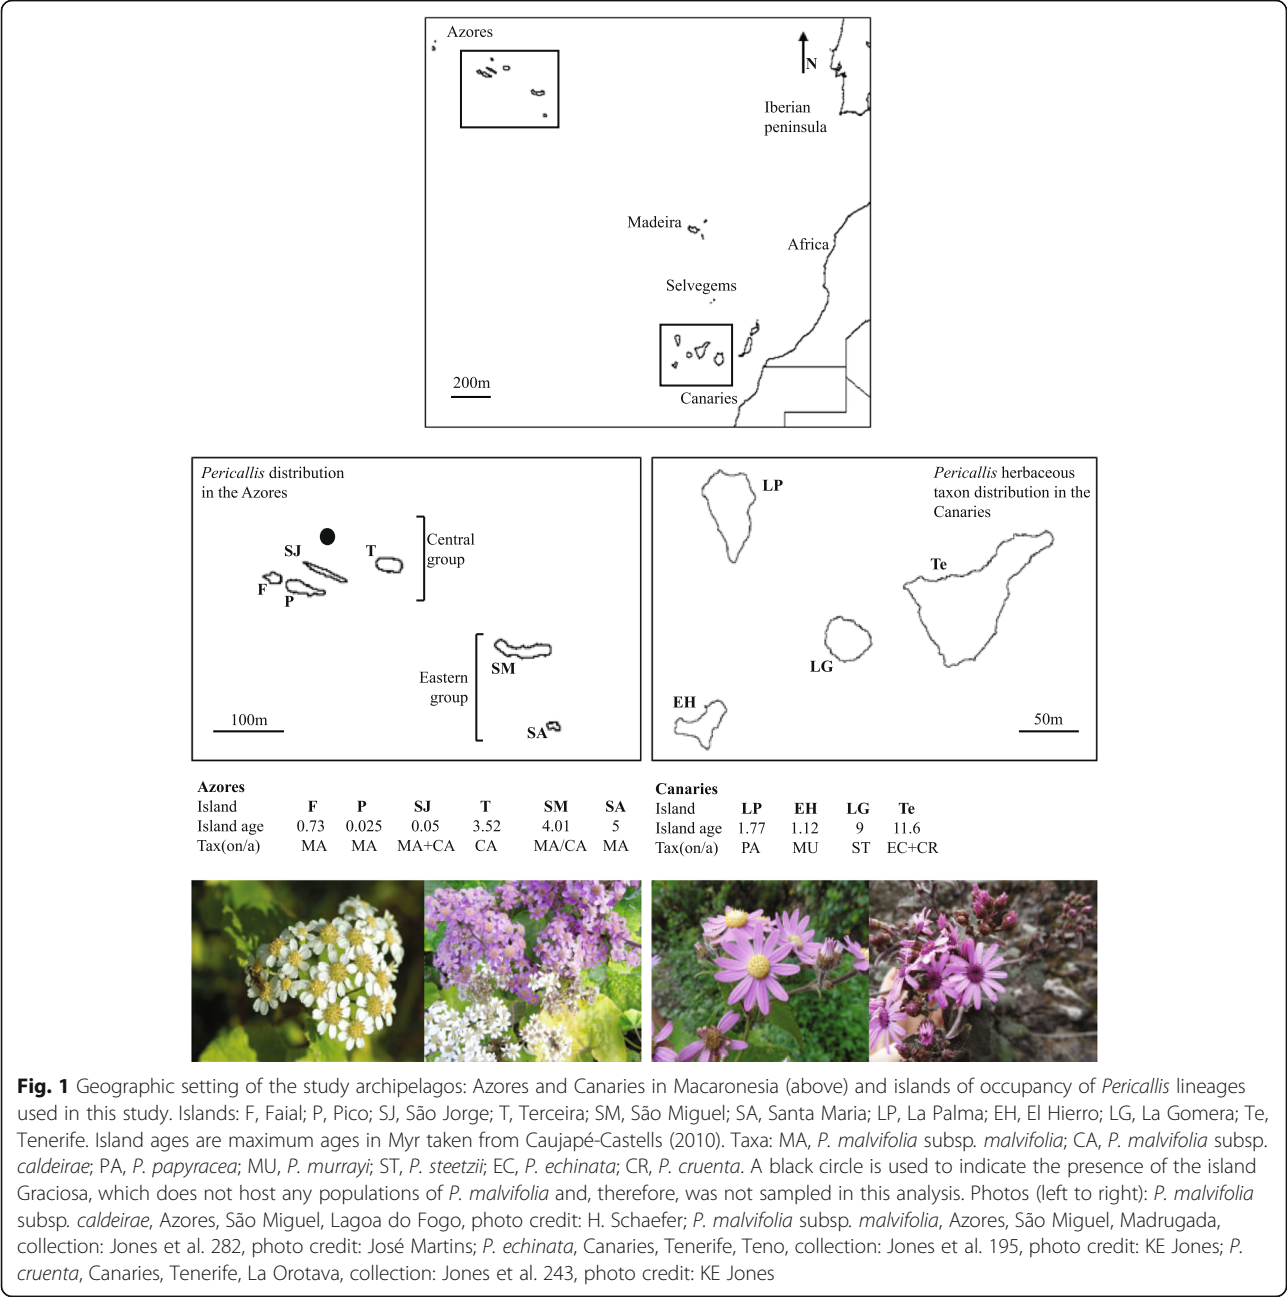 Azores
N
Iberian
peninsula
Madeira
Africa
Selvegems
200m
Canaries
Pericallis distribution
in the Azores
SJ
T
Central
group
F
P
SM
Eastern
group
SA
100m
Pericallis herbaceous
taxon distribution in the
Canaries
LP
Te
LG
EH
50m
Azores
Island F P SJ T SM SA
Island age 0.73 0.025 0.05 3.52 4.01 5
Tax(on/a) MA MA MA+CA CA MA/CA MA
Canaries
Island LP EH LG Te
Island age 1.77 1.12 9 11.6
Tax(on/a) PA MU ST EC+CR
Fig. 1 Geographic setting of the study archipelagos: Azores and Canaries in Macaronesia (above) and islands of occupancy of Pericallis lineages
used in this study. Islands: F, Faial; P, Pico; SJ, São Jorge; T, Terceira; SM, São Miguel; SA, Santa Maria; LP, La Palma; EH, El Hierro; LG, La Gomera; Te,
Tenerife. Island ages are maximum ages in Myr taken from Caujapé-Castells (2010). Taxa: MA, P. malvifolia subsp. malvifolia; CA, P. malvifolia subsp.
caldeirae; PA, P. papyracea; MU, P. murrayi; ST, P. steetzii; EC, P. echinata; CR, P. cruenta. A black circle is used to indicate the presence of the island
Graciosa, which does not host any populations of P. malvifolia and, therefore, was not sampled in this analysis. Photos (left to right): P. malvifolia
subsp. caldeirae, Azores, São Miguel, Lagoa do Fogo, photo credit: H. Schaefer; P. malvifolia subsp. malvifolia, Azores, São Miguel, Madrugada,
collection: Jones et al. 282, photo credit: José Martins; P. echinata, Canaries, Tenerife, Teno, collection: Jones et al. 195, photo credit: KE Jones; P.
cruenta, Canaries, Tenerife, La Orotava, collection: Jones et al. 243, photo credit: KE Jones